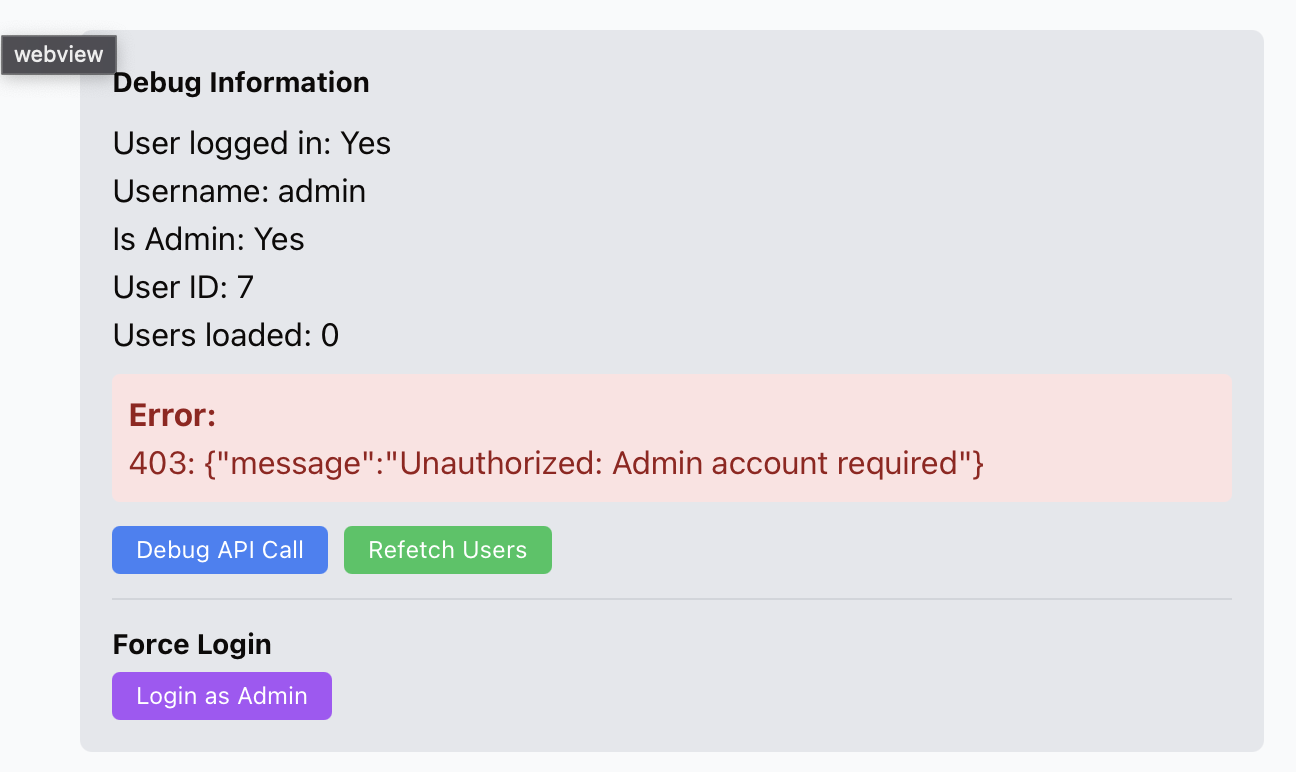 webview
Debug Information
User logged in: Yes
Username: admin
Is Admin: Yes
User ID: 7
Users loaded: 0
Error:
403: {"message":"Unauthorized: Admin account required"}
Debug API Call Refetch Users
Force Login
Login as Admin